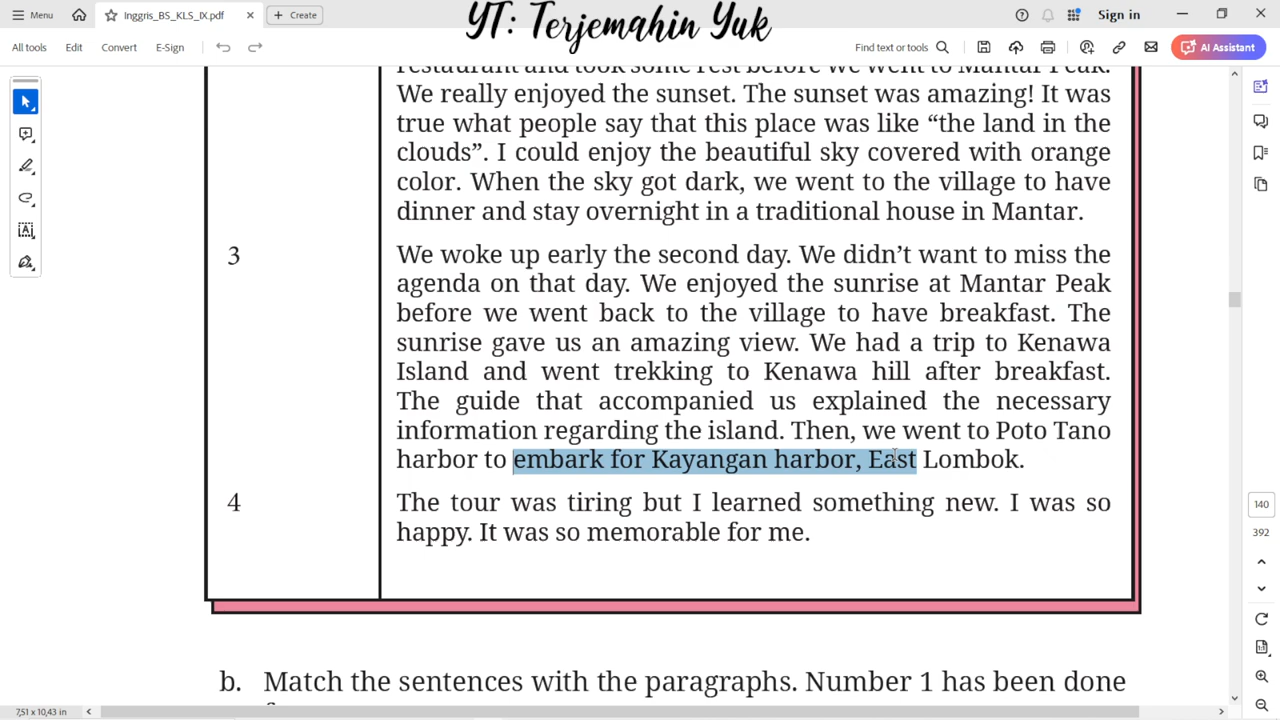 Menu
Inggris_BS_KLS_IX.pdf
Create
YT: Terjemahin Yuk
Sign in
All tools
Edit
Convert
E-Sign
Find text or tools
AI Assistant
restaurant and took some rest before we went to Mantar Peak.
We really enjoyed the sunset. The sunset was amazing! It was
true what people say that this place was like “the land in the
clouds”. I could enjoy the beautiful sky covered with orange
color. When the sky got dark, we went to the village to have
dinner and stay overnight in a traditional house in Mantar.
3
We woke up early the second day. We didn’t want to miss the
agenda on that day. We enjoyed the sunrise at Mantar Peak
before we went back to the village to have breakfast. The
sunrise gave us an amazing view. We had a trip to Kenawa
Island and went trekking to Kenawa hill after breakfast.
The guide that accompanied us explained the necessary
information regarding the island. Then, we went to Poto Tano
harbor to embark for Kayangan harbor, East Lombok.
4
The tour was tiring but I learned something new. I was so
happy. It was so memorable for me.
b. Match the sentences with the paragraphs. Number 1 has been done
140
392
7,51 x 10,43 in